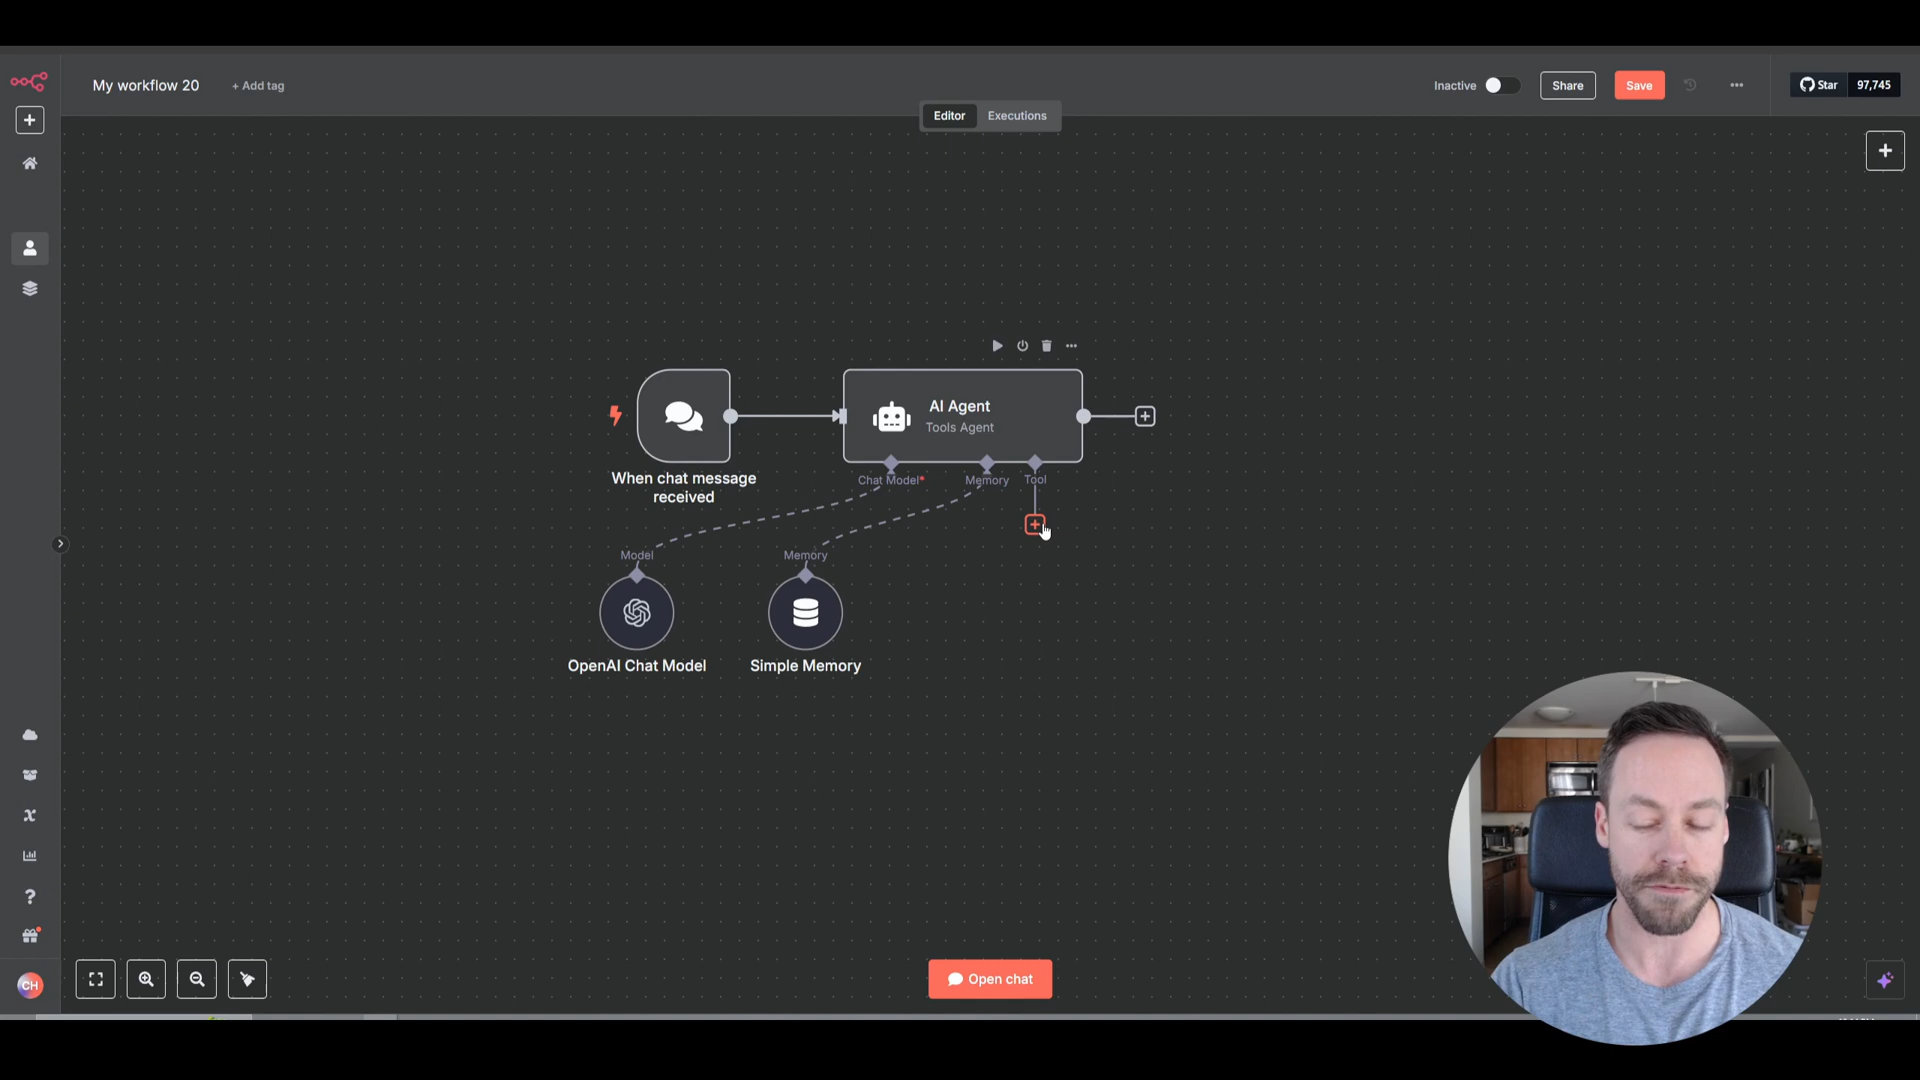 My workflow 20
+ Add tag
Inactive
Share
Save
Star
97,745
Editor
Executions
AI Agent
Tools Agent
When chat message
received
Chat Model*
Memory
Tool
Model
Memory
OpenAI Chat Model
Simple Memory
CH
Open chat